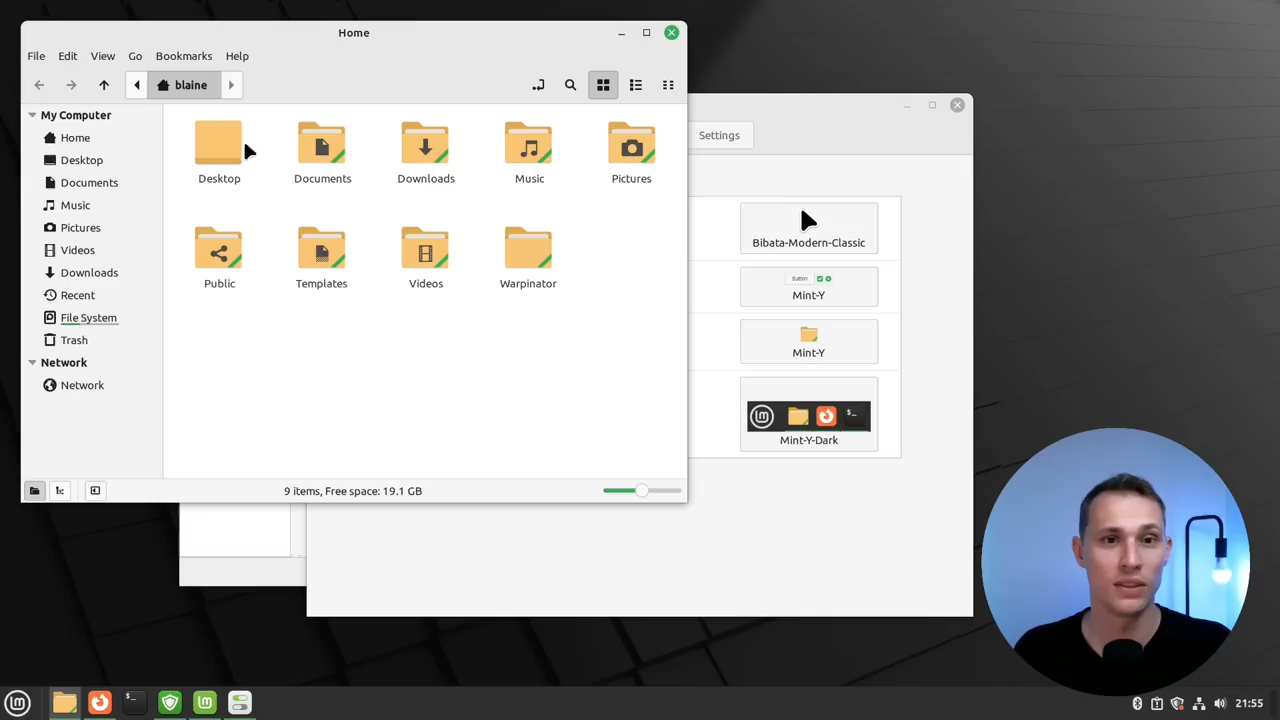 Home
File Edit View Go Bookmarks Help
blaine
My Computer
Home
Desktop
Documents
Music
Pictures
Videos
Downloads
Recent
File System
Trash
Network
Network
Desktop Documents Downloads Music Pictures
Public Templates Videos Warpinator
9 items, Free space: 19.1 GB
Settings
Bibata-Modern-Classic
Button
Mint-Y
Mint-Y
$_
Mint-Y-Dark
$_
21:55